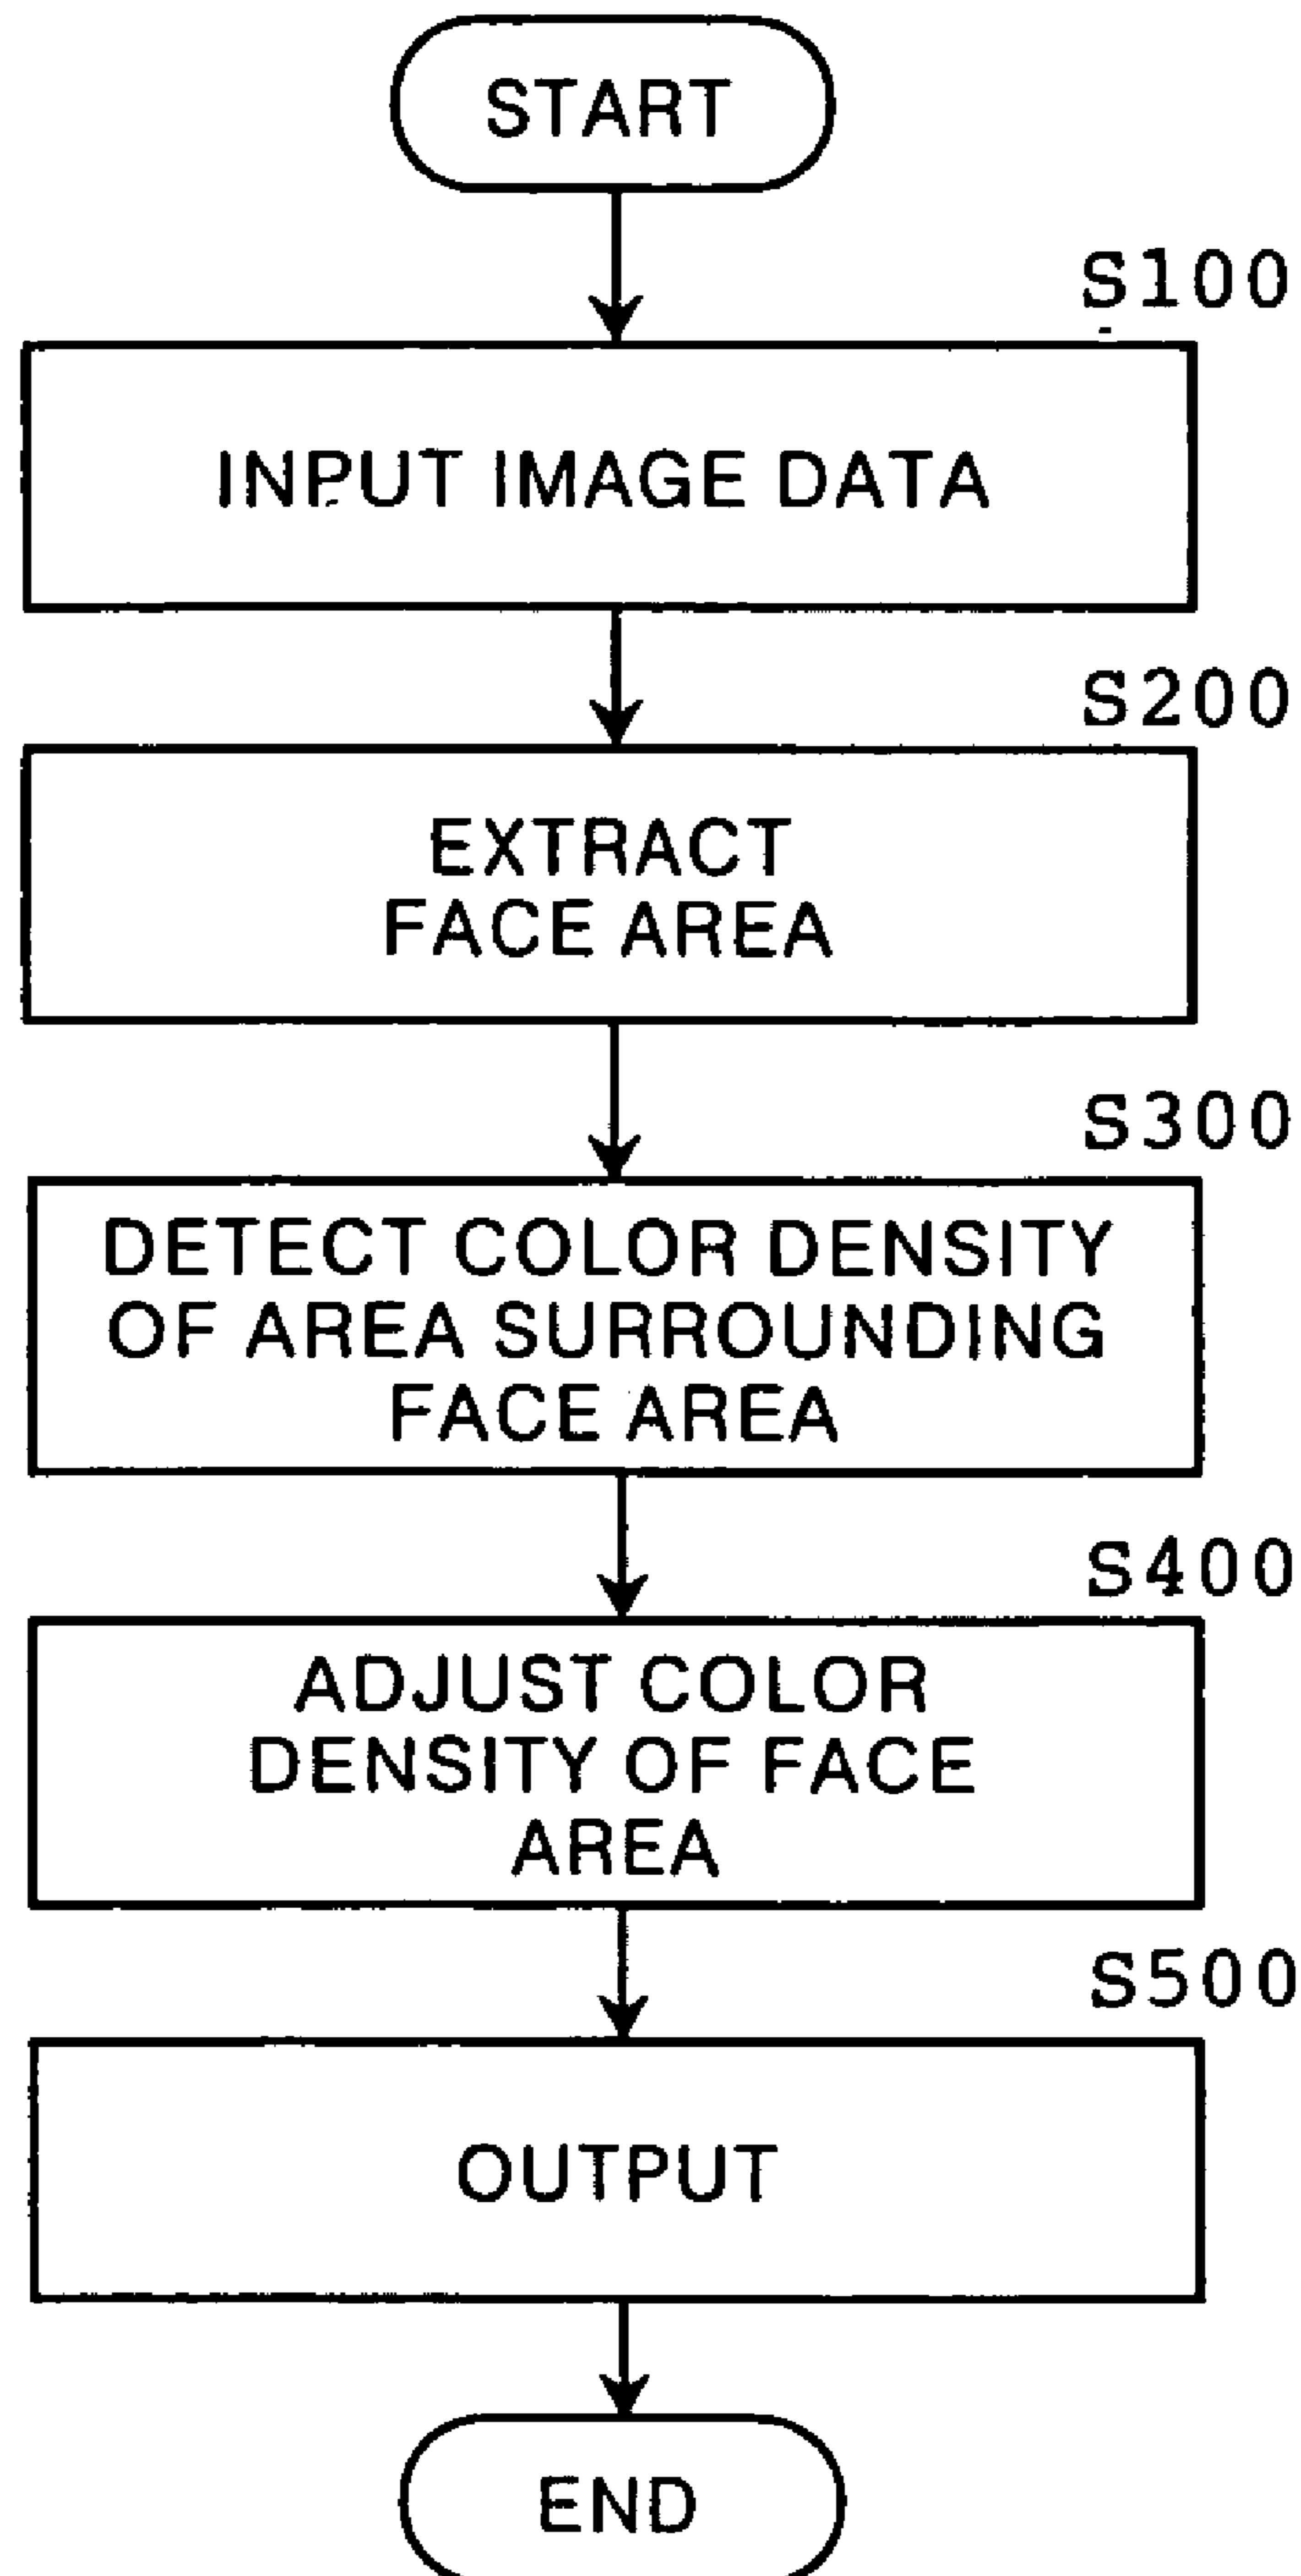 START
S100
INPUT IMAGE DATA
S200
EXTRACT
FACE AREA
S300
DETECT COLOR DENSITY
OF AREA SURROUNDING
FACE AREA
S400
ADJUST COLOR
DENSITY OF FACE
AREA
S500
OUTPUT
END